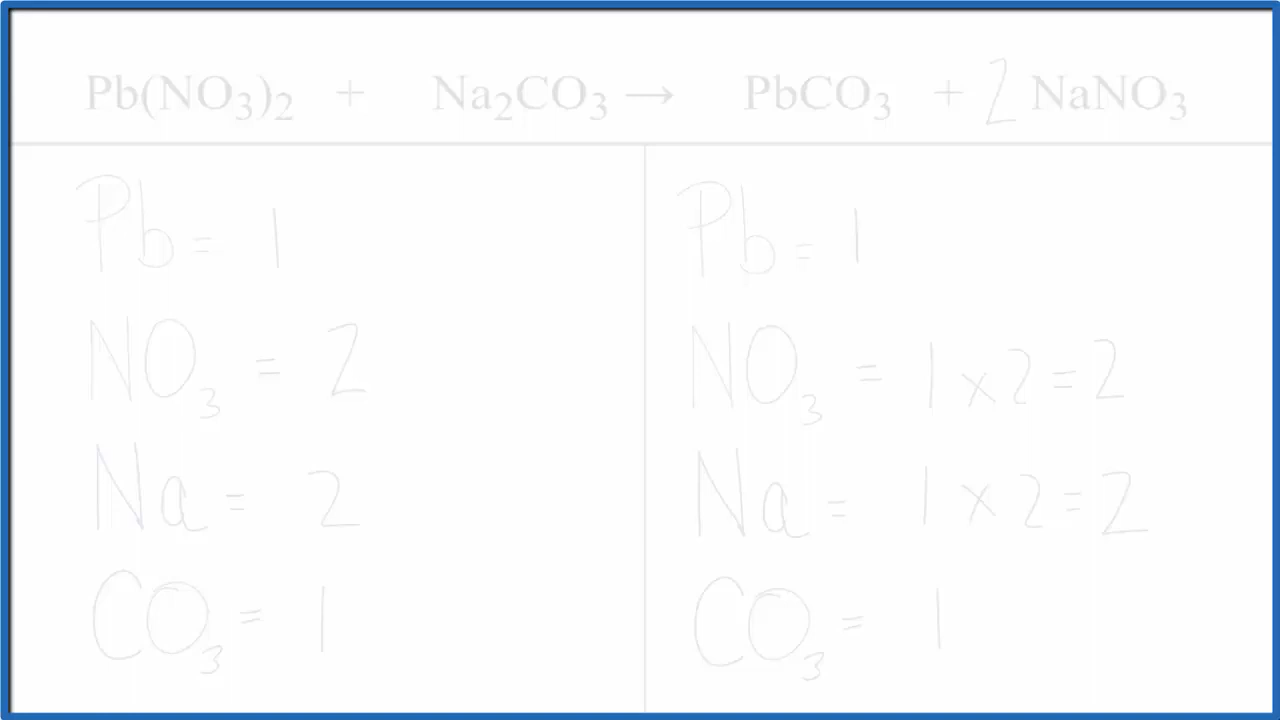 Pb(NO₃)₂ + Na₂CO₃ → PbCO₃ + 2 NaNO₃
Pb = 1
NO₃ = 2
Na = 2
CO₃ = 1
Pb = 1
NO₃ = 1 x 2 = 2
Na = 1 x 2 = 2
CO₃ = 1